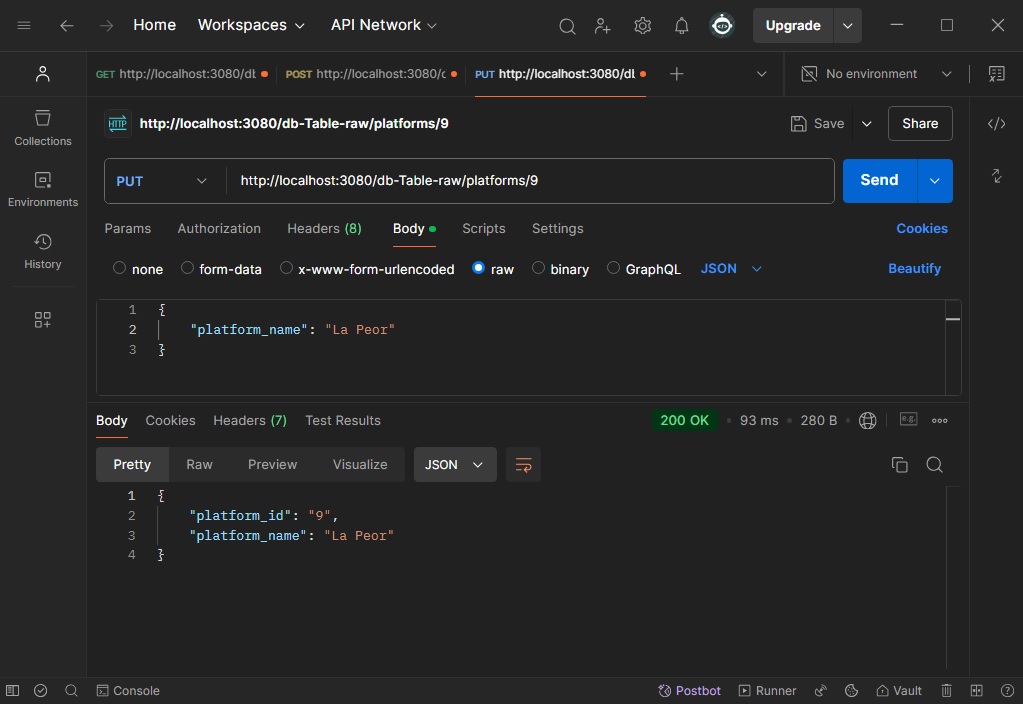 Home Workspaces API Network Upgrade
GET http://localhost:3080/dl POST http://localhost:3080/c PUT http://localhost:3080/dl No environment
HTTP http://localhost:3080/db-Table-raw/platforms/9 Save Share
Collections
PUT http://localhost:3080/db-Table-raw/platforms/9 Send
Environments
Params Authorization Headers (8) Body Scripts Settings Cookies
History
none form-data x-www-form-urlencoded raw binary GraphQL JSON Beautify
1 {
2 "platform_name": "La Peor"
3 }
Body Cookies Headers (7) Test Results 200 OK 93 ms 280 B e.g.
Pretty Raw Preview Visualize JSON
1 {
2 "platform_id": "9",
3 "platform_name": "La Peor"
4 }
Console Postbot Runner Vault